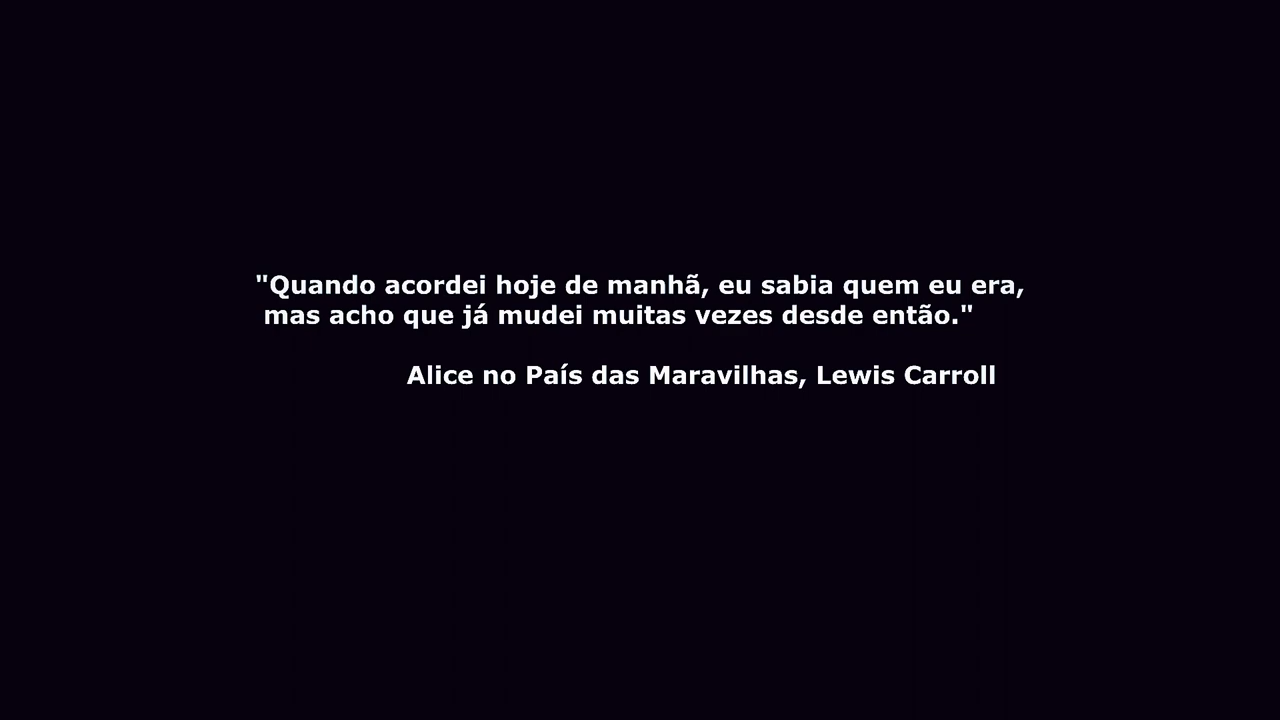 "Quando acordei hoje de manhã, eu sabia quem eu era,
mas acho que já mudei muitas vezes desde então."
Alice no País das Maravilhas, Lewis Carroll